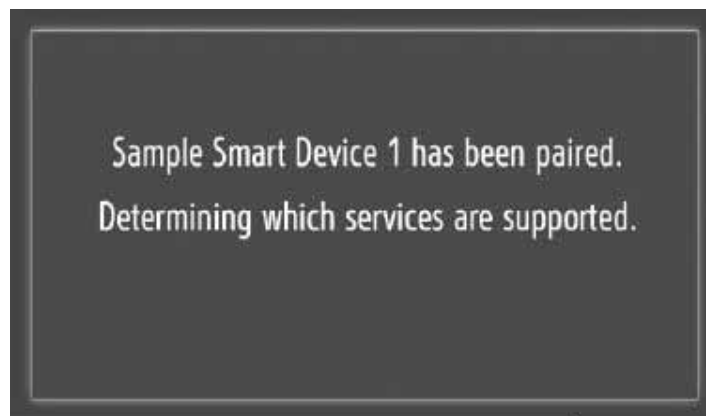 Sample Smart Device 1 has been paired.
Determining which services are supported.